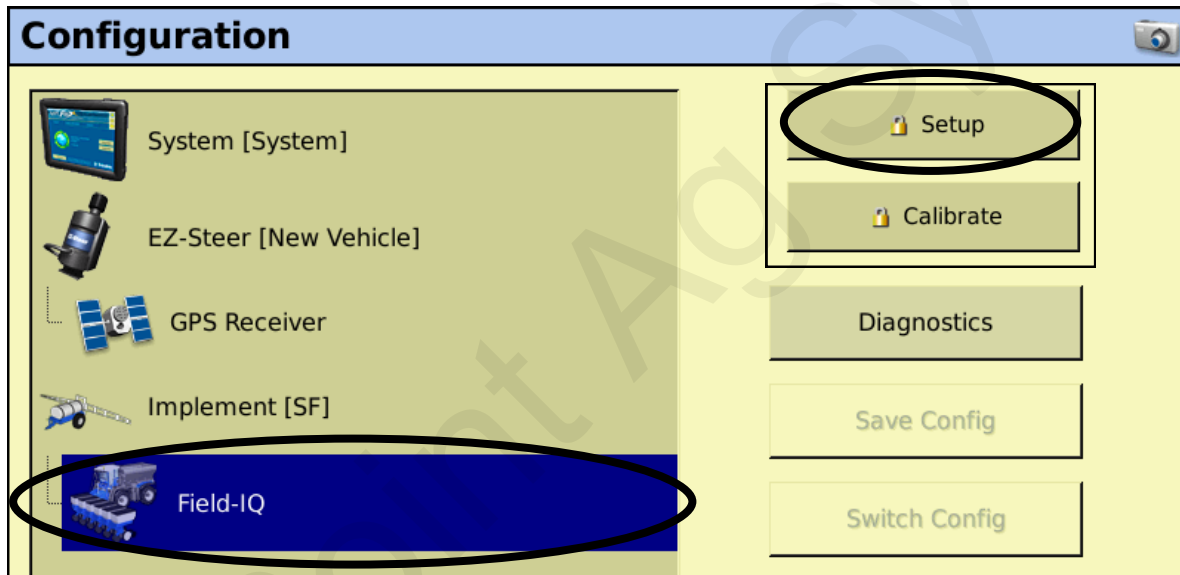 Configuration
System [System]
EZ-Steer [New Vehicle]
GPS Receiver
Implement [SF]
Field-IQ
Setup
Calibrate
Diagnostics
Save Config
Switch Config